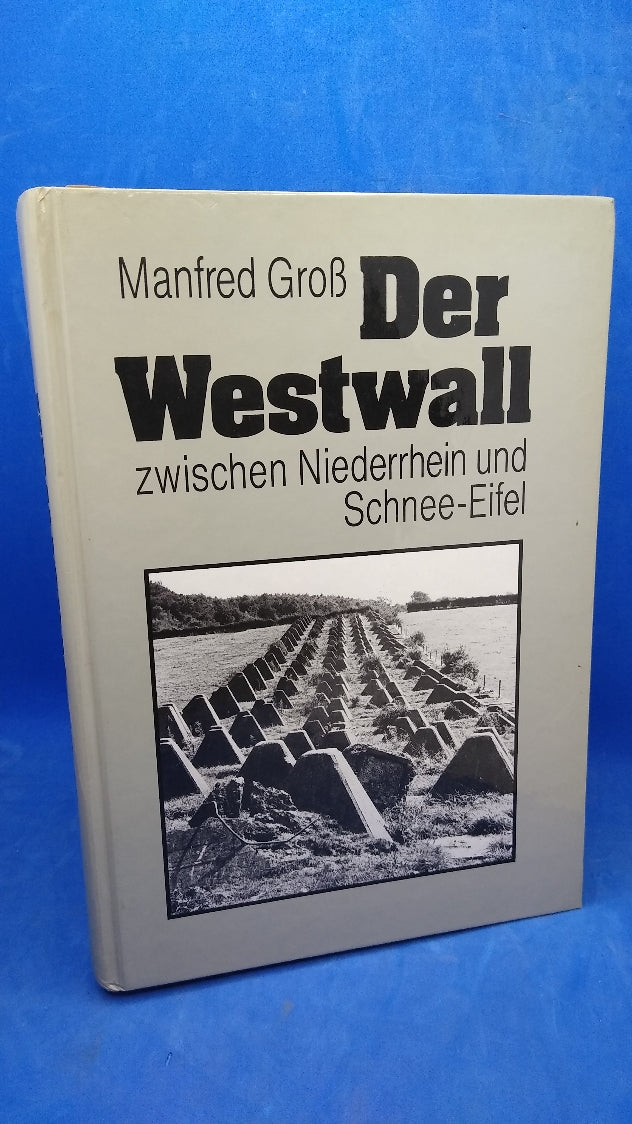 Manfred Groß Der
Westwall
zwischen Niederrhein und
Schnee-Eifel